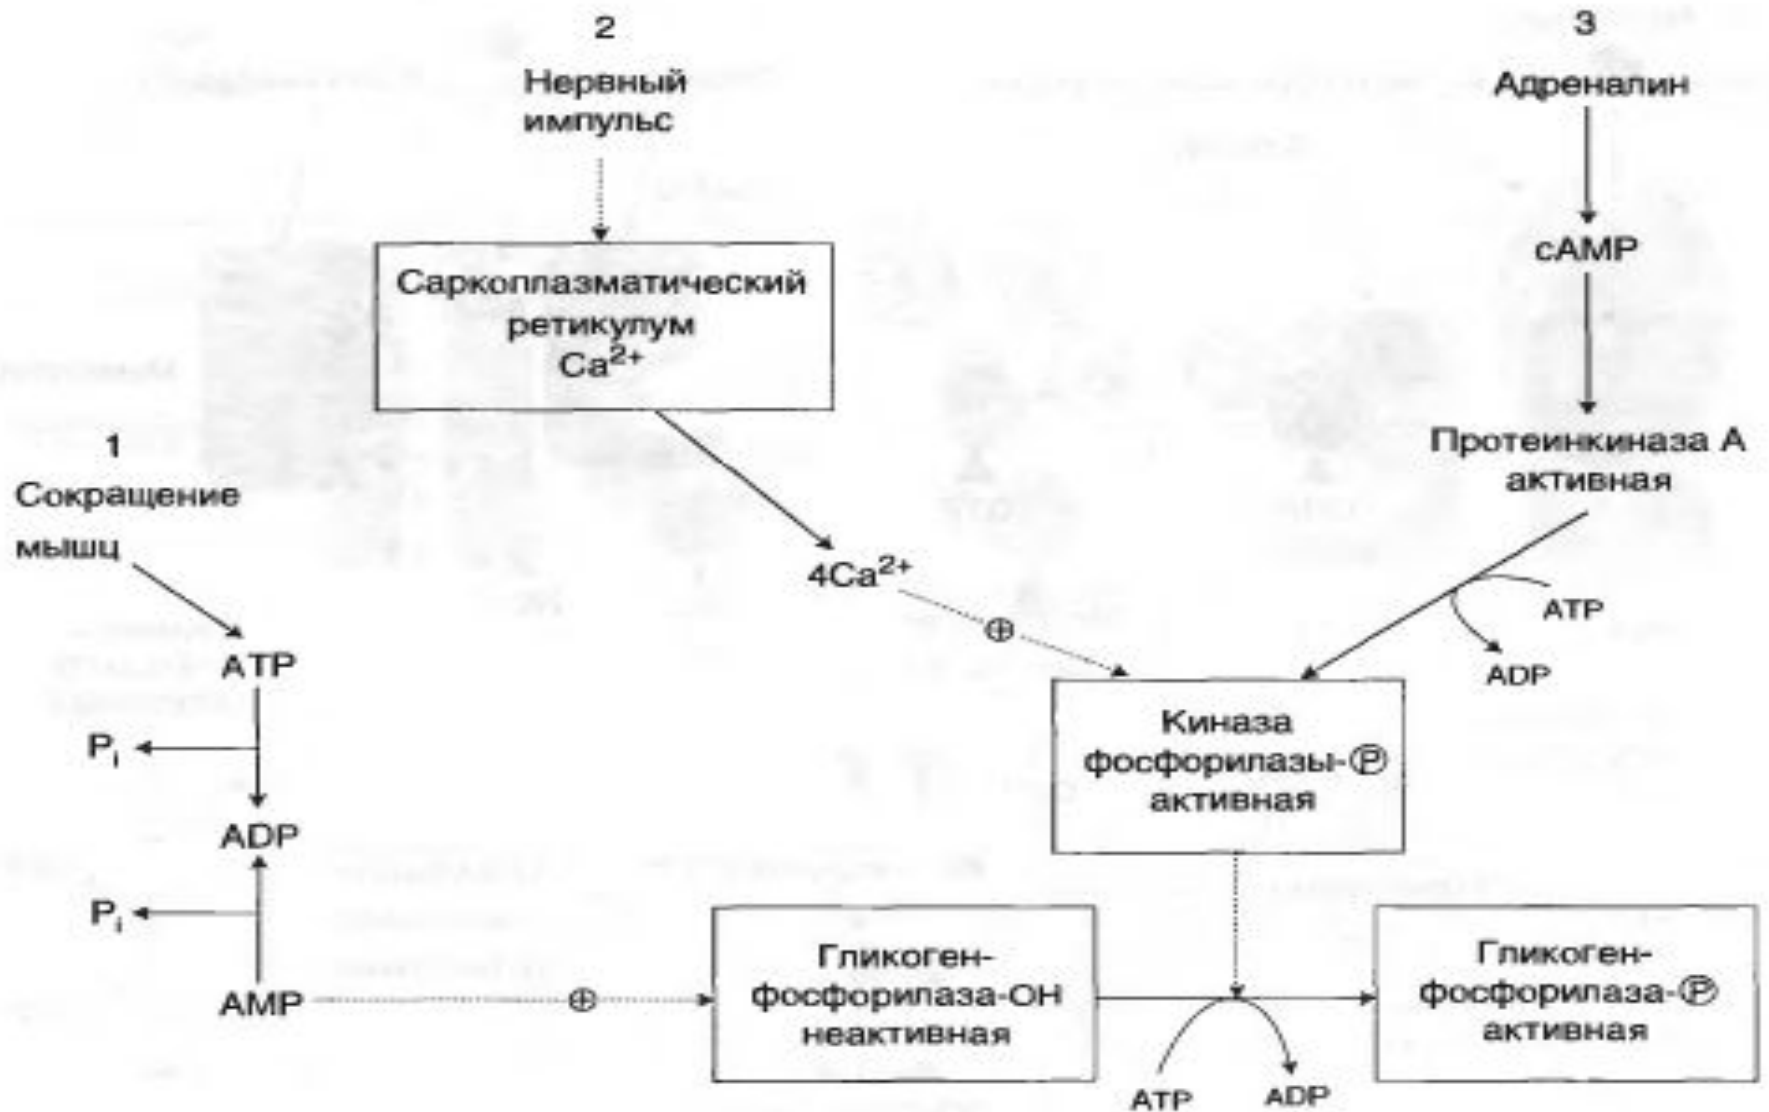 2
Нервный
импульс
3
Адреналин
cAMP
Саркоплазматический
ретикулум
Ca²⁺
Протеинкиназа А
активная
1
Сокращение
мышц
4Ca²⁺
⊕
ATP
ADP
ATP
Pᵢ
ADP
Pᵢ
AMP
⊕
Киназа
фосфорилазы-Ⓟ
активная
Гликоген-
фосфорилаза-ОН
неактивная
Гликоген-
фосфорилаза-Ⓟ
активная
ATP
ADP